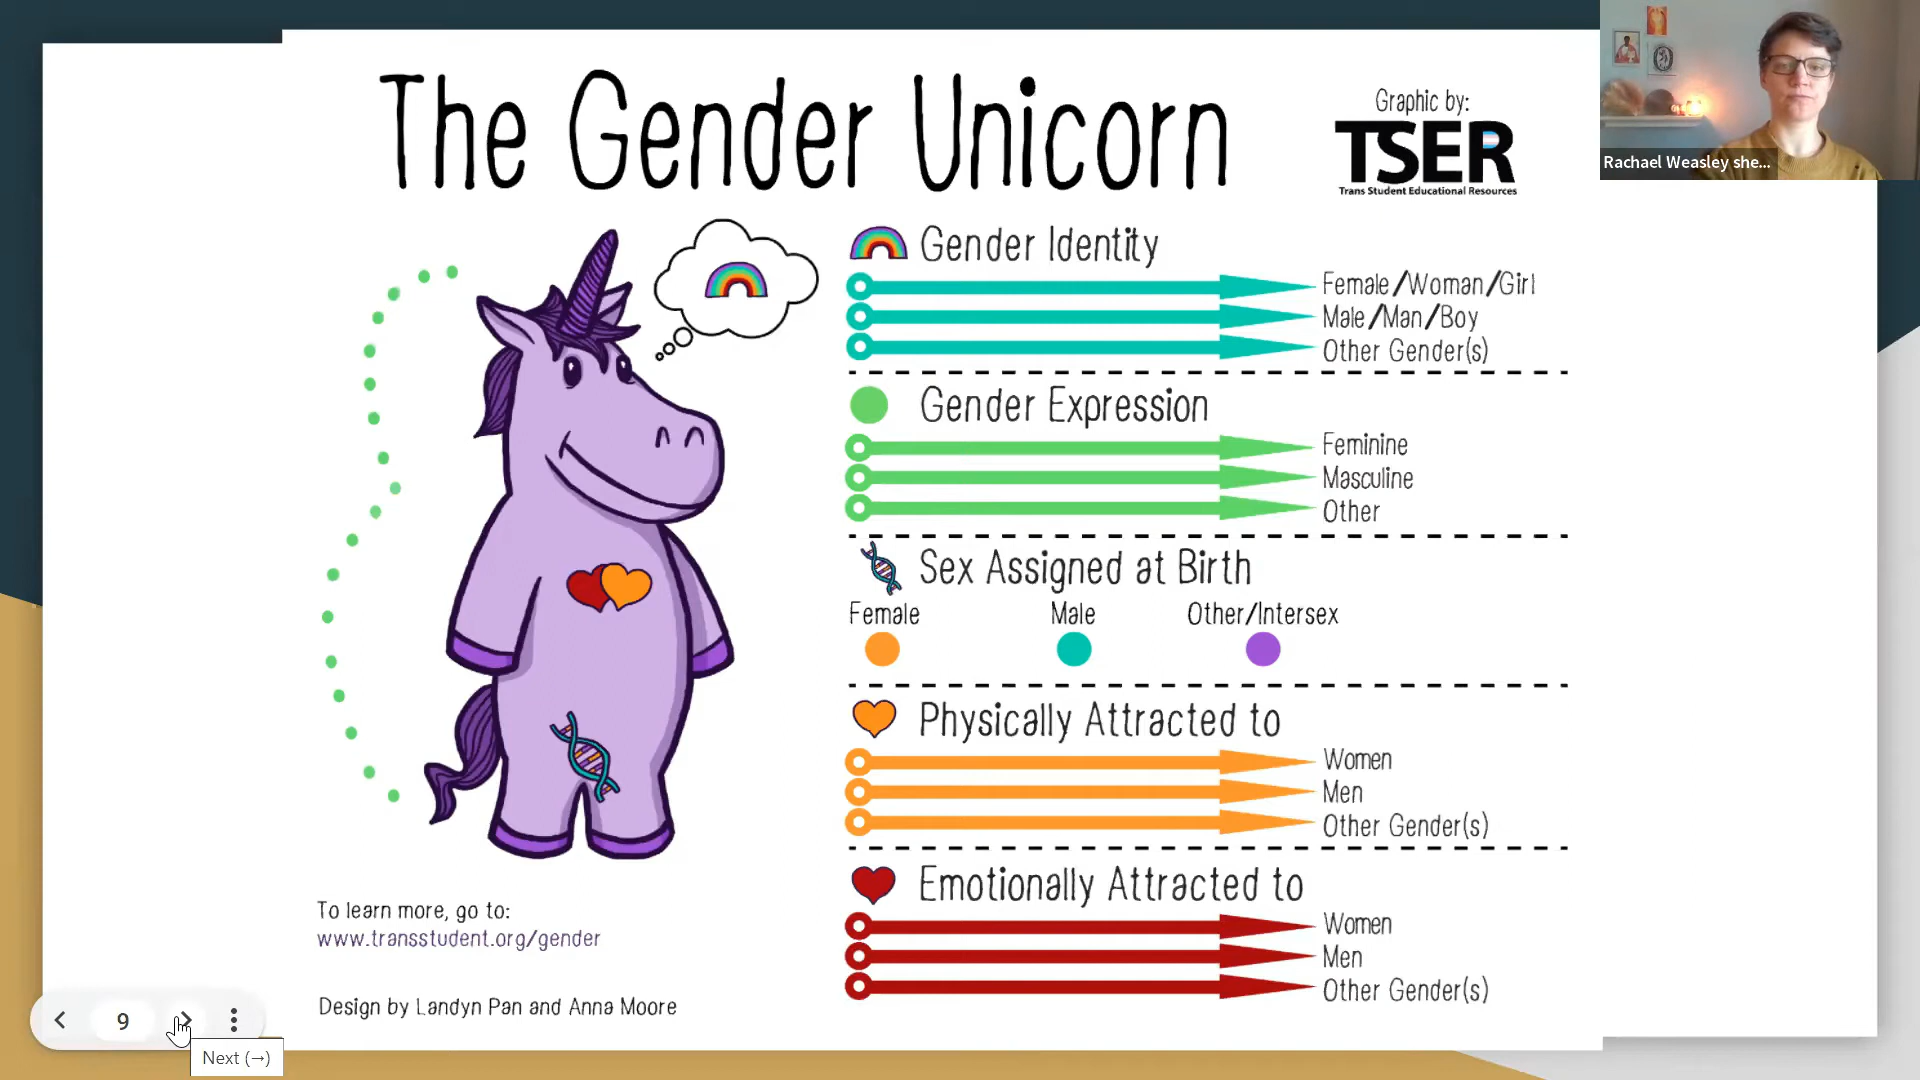 The Gender Unicorn
Graphic by:
TSER
Trans Student Educational Resources
Rachael Weasley she...
Gender Identity
Female/Woman/Girl
Male/Man/Boy
Other Gender(s)
Gender Expression
Feminine
Masculine
Other
Sex Assigned at Birth
Female Male Other/Intersex
Physically Attracted to
Women
Men
Other Gender(s)
Emotionally Attracted to
Women
Men
Other Gender(s)
To learn more, go to:
www.transstudent.org/gender
Design by Landyn Pan and Anna Moore
9
Next (→)